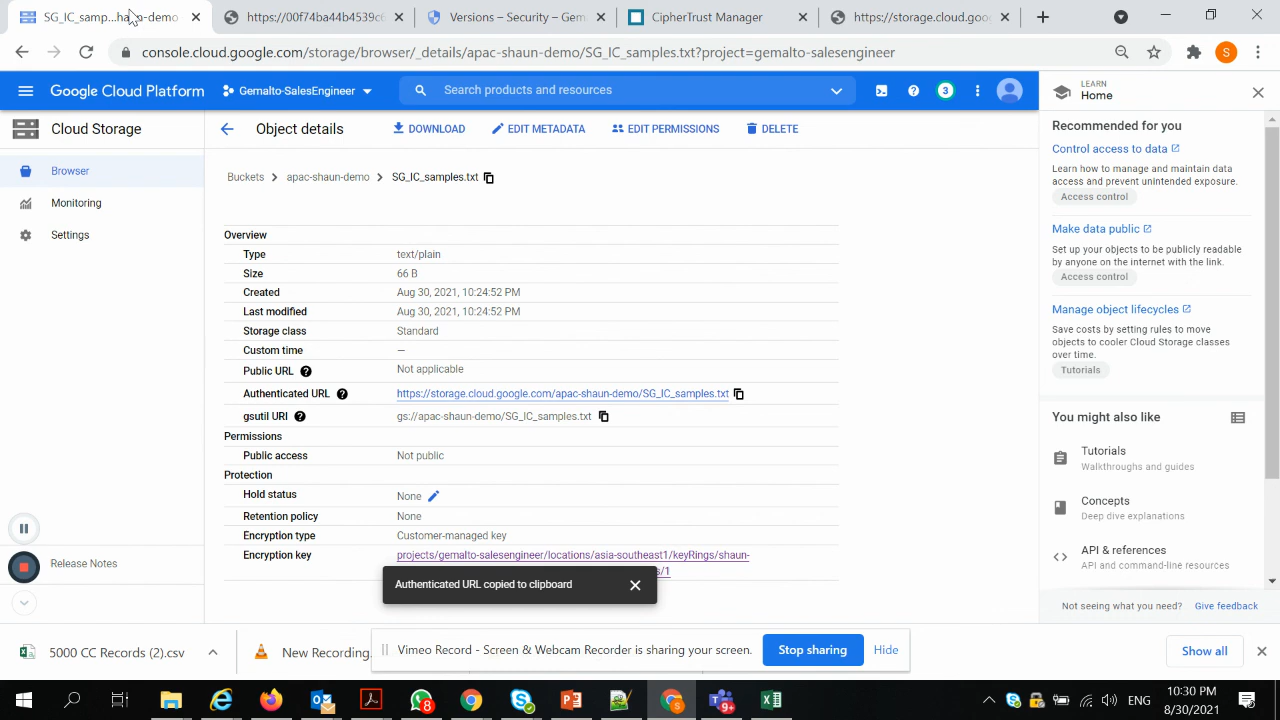 SG_IC_samp...haun-demo
https://00f74ba44b4539c6
Versions – Security – Gem
CipherTrust Manager
https://storage.cloud.goo
console.cloud.google.com/storage/browser/_details/apac-shaun-demo/SG_IC_samples.txt?project=gemalto-salesengineer
S
Google Cloud Platform
Gemalto-SalesEngineer
Search products and resources
3
LEARN
Home
Cloud Storage
Object details
DOWNLOAD
EDIT METADATA
EDIT PERMISSIONS
DELETE
Browser
Monitoring
Settings
Release Notes
Buckets
apac-shaun-demo
SG_IC_samples.txt
Overview
Type
text/plain
Size
66 B
Created
Aug 30, 2021, 10:24:52 PM
Last modified
Aug 30, 2021, 10:24:52 PM
Storage class
Standard
Custom time
—
Public URL
Not applicable
Authenticated URL
https://storage.cloud.google.com/apac-shaun-demo/SG_IC_samples.txt
gsutil URI
gs://apac-shaun-demo/SG_IC_samples.txt
Permissions
Public access
Not public
Protection
Hold status
None
Retention policy
None
Encryption type
Customer-managed key
Encryption key
projects/gemalto-salesengineer/locations/asia-southeast1/keyRings/shaun-
s/1
Authenticated URL copied to clipboard
Recommended for you
Control access to data
Learn how to manage and maintain data
access and prevent unintended exposure.
Access control
Make data public
Set up your objects to be publicly readable
by anyone on the internet with the link.
Access control
Manage object lifecycles
Save costs by setting rules to move
objects to cooler Cloud Storage classes
over time.
Tutorials
You might also like
Tutorials
Walkthroughs and guides
Concepts
Deep dive explanations
API & references
API and command-line resources
Not seeing what you need?
Give feedback
5000 CC Records (2).csv
New Recording.
Vimeo Record - Screen & Webcam Recorder is sharing your screen.
Stop sharing
Hide
Show all
8
9+
ENG
10:30 PM
8/30/2021